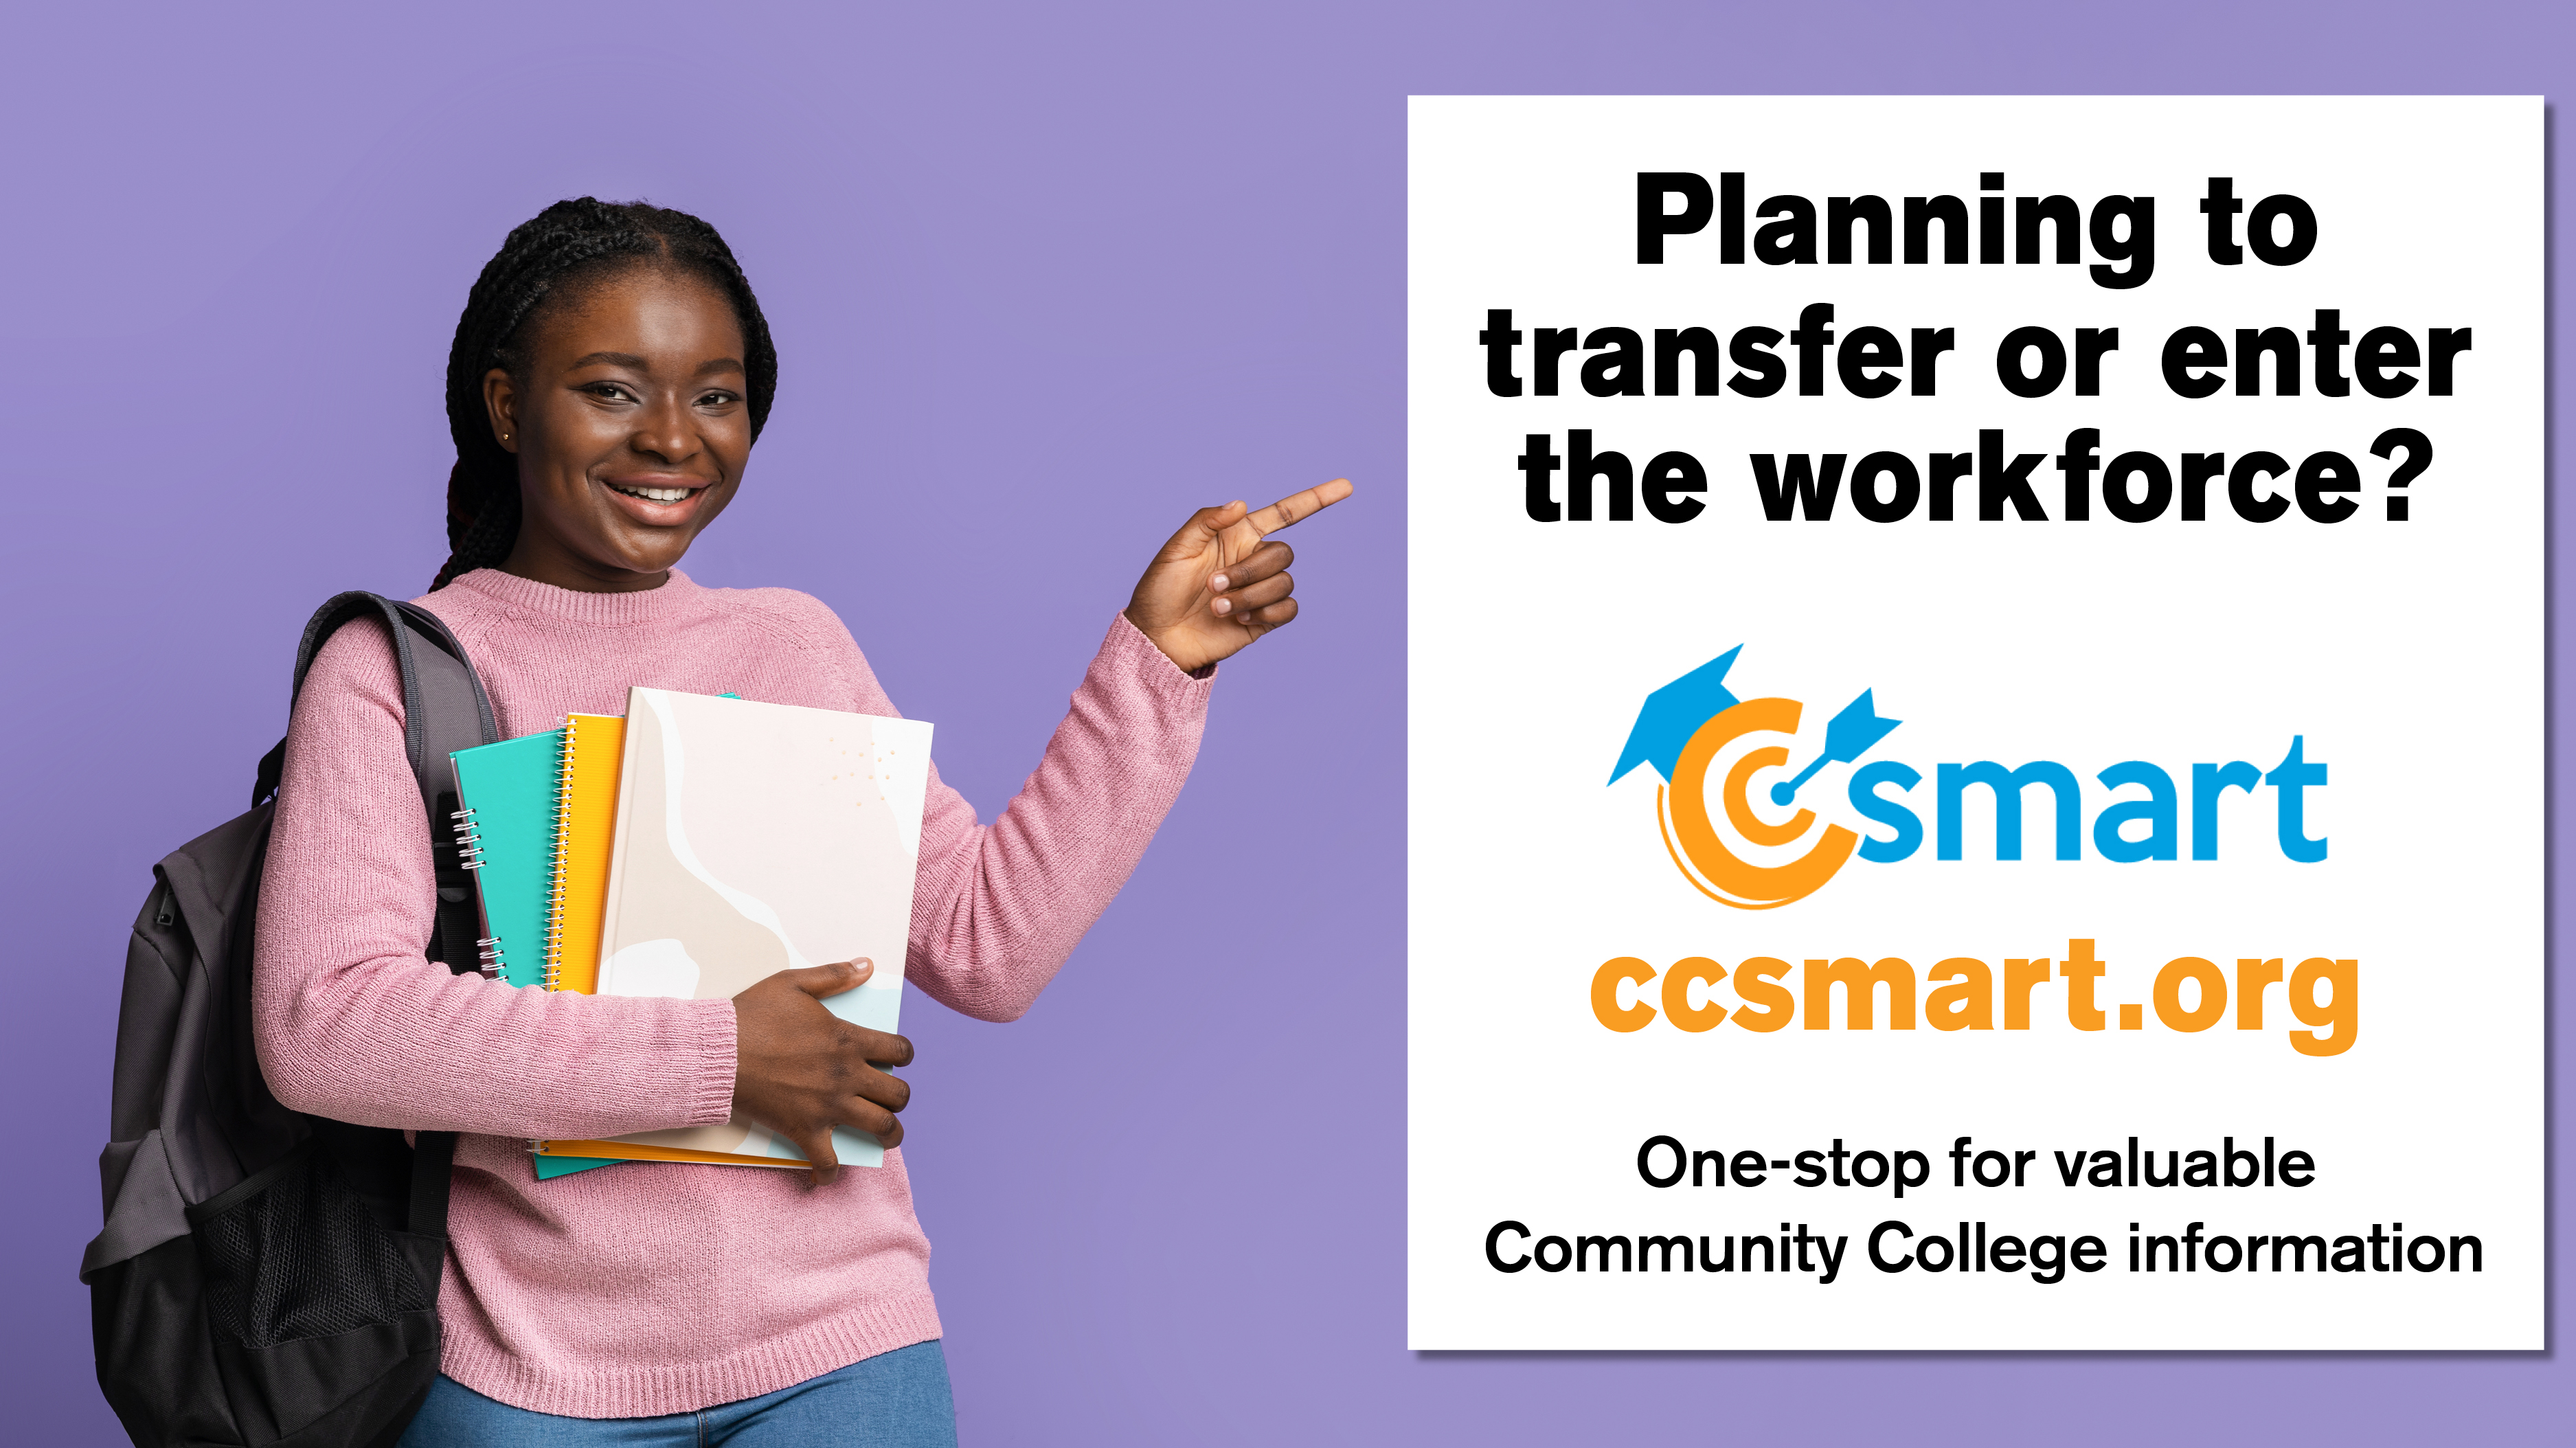 Planning to
transfer or enter
the workforce?
CCsmart
ccsmart.org
One-stop for valuable
Community College information